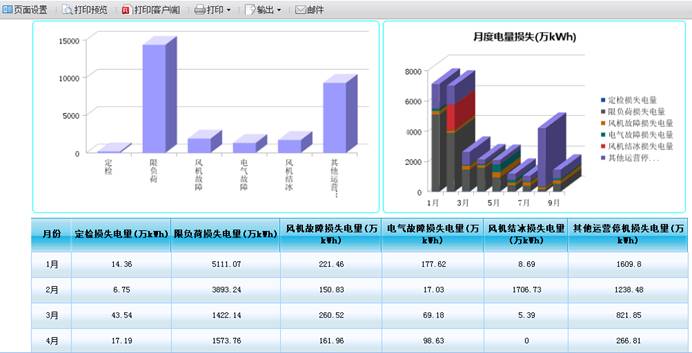 页面设置 打印预览 打印[客户端] 打印 输出 邮件
15000
10000
5000
0
定检
限负荷
风机故障
电气故障
风机结冰
其他运营...
月度电量损失(万kWh)
8000
6000
4000
2000
0
1月 3月 5月 7月 9月
定检损失电量
限负荷损失电量
风机故障损失电量
电气故障损失电量
风机结冰损失电量
其他运营停...
月份 定检损失电量(万kWh) 限负荷损失电量(万kWh) 风机故障损失电量(万kWh) 电气故障损失电量(万kWh) 风机结冰损失电量(万kWh) 其他运营停机损失电量(万kWh)
1月 14.36 5111.07 221.46 177.62 8.69 1609.8
2月 6.75 3893.24 150.83 17.03 1706.73 1238.48
3月 43.54 1422.14 260.52 69.18 5.39 821.85
4月 17.19 1573.76 161.96 98.63 0 266.81